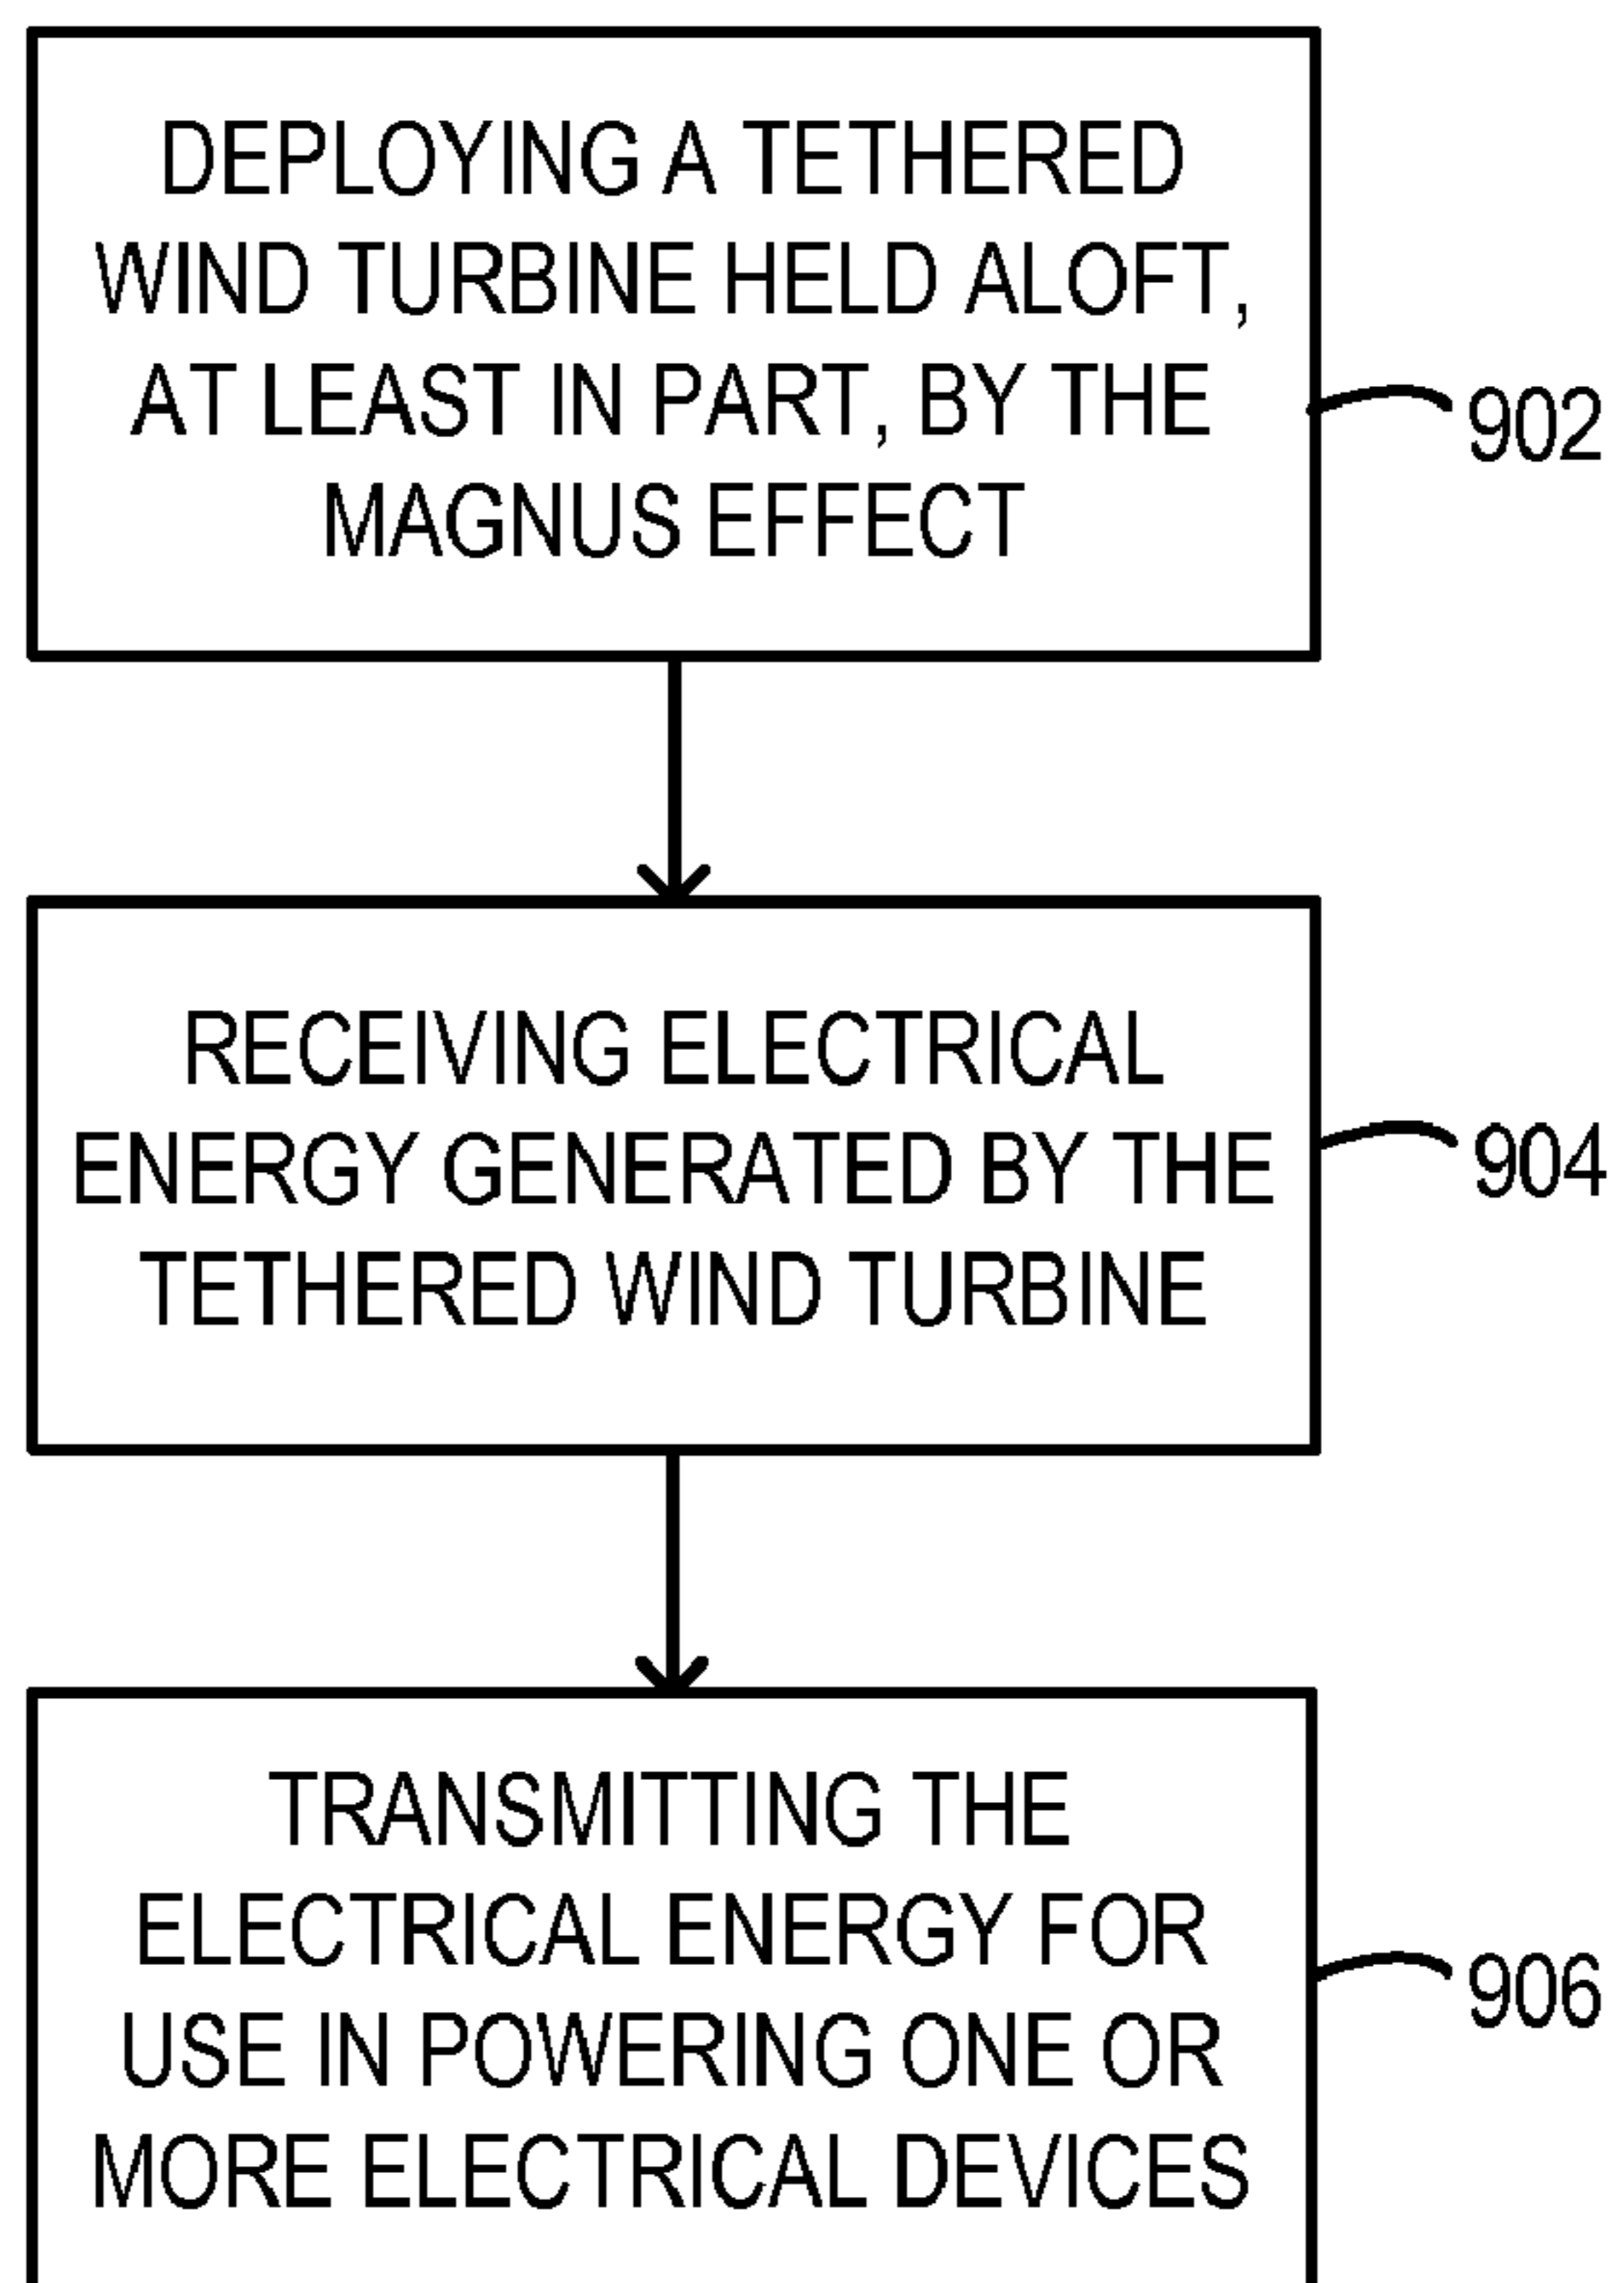 DEPLOYING A TETHERED
WIND TURBINE HELD ALOFT,
AT LEAST IN PART, BY THE
MAGNUS EFFECT
902
RECEIVING ELECTRICAL
ENERGY GENERATED BY THE
TETHERED WIND TURBINE
904
TRANSMITTING THE
ELECTRICAL ENERGY FOR
USE IN POWERING ONE OR
MORE ELECTRICAL DEVICES
906